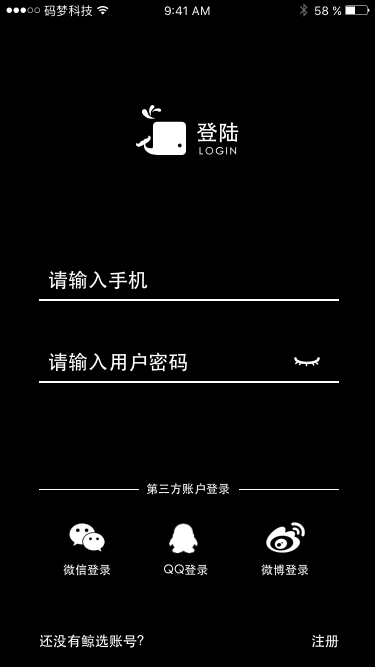 码梦科技 9:41 AM 58 %
登陆
LOGIN
请输入手机
请输入用户密码
第三方账户登录
微信登录 QQ登录 微博登录
还没有鲸选账号? 注册